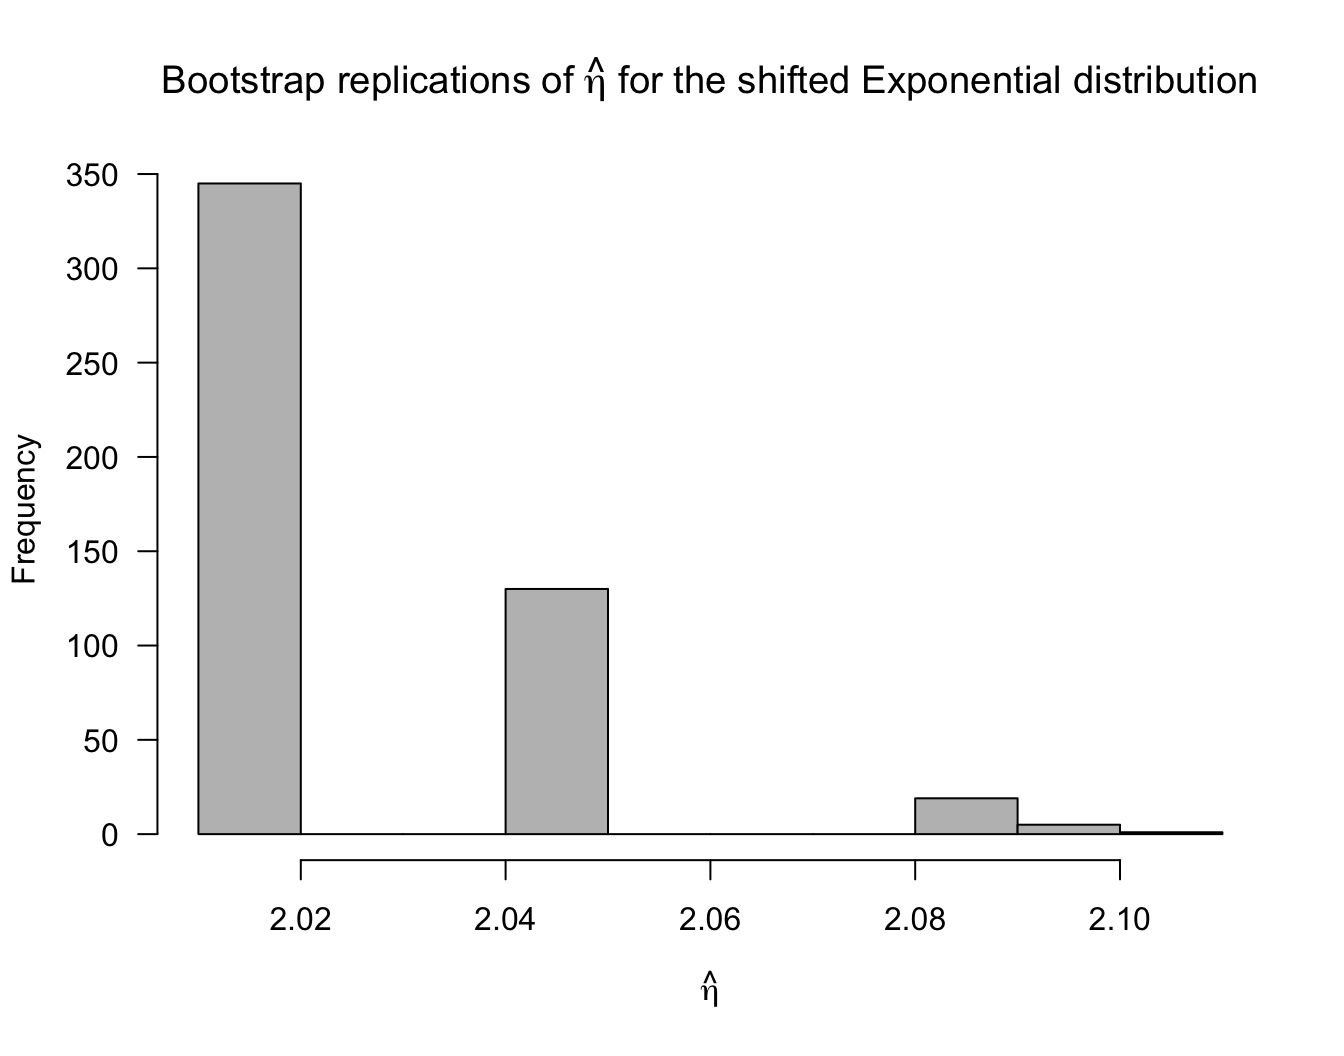 Bootstrap replications of η̂ for the shifted Exponential distribution
350
300
250
200
150
100
50
0
Frequency
2.02 2.04 2.06 2.08 2.10
η̂